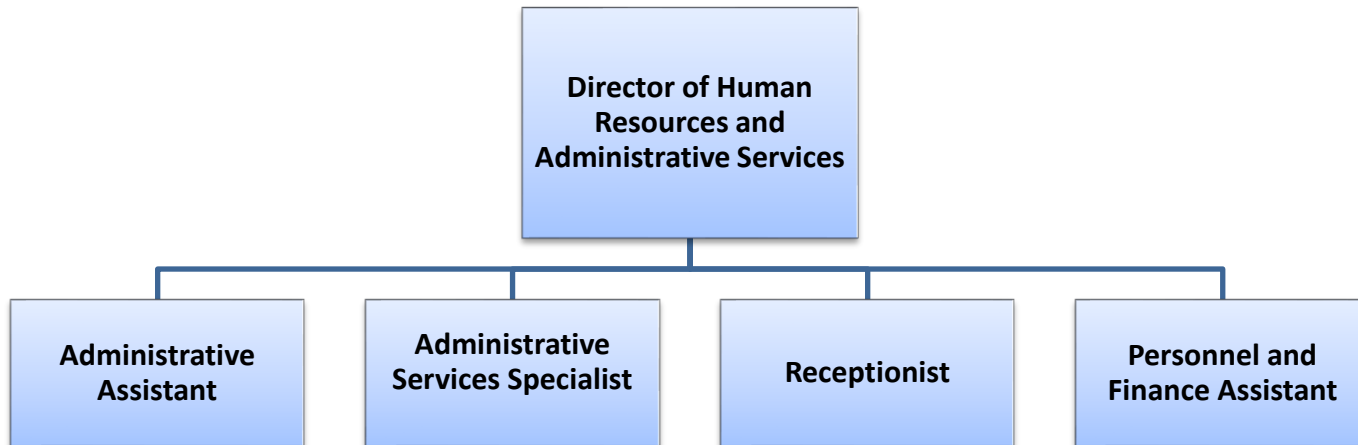 Director of Human
Resources and
Administrative Services
Administrative
Assistant
Administrative
Services Specialist
Receptionist
Personnel and
Finance Assistant